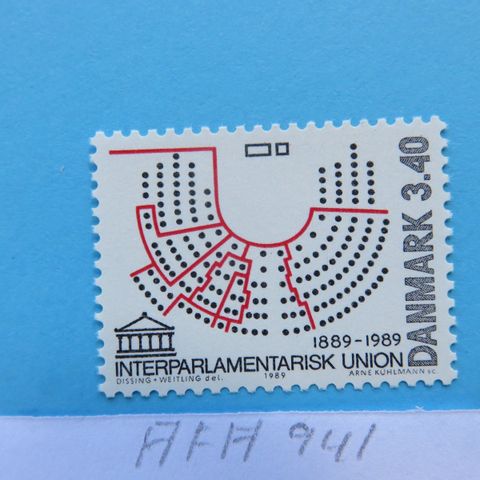 DANMARK 3.40
1889-1989
INTERPARLAMENTARISK UNION
DISSING+WEITLING del. 1989 ARNE KÜHLMANN sc.
AFA 941